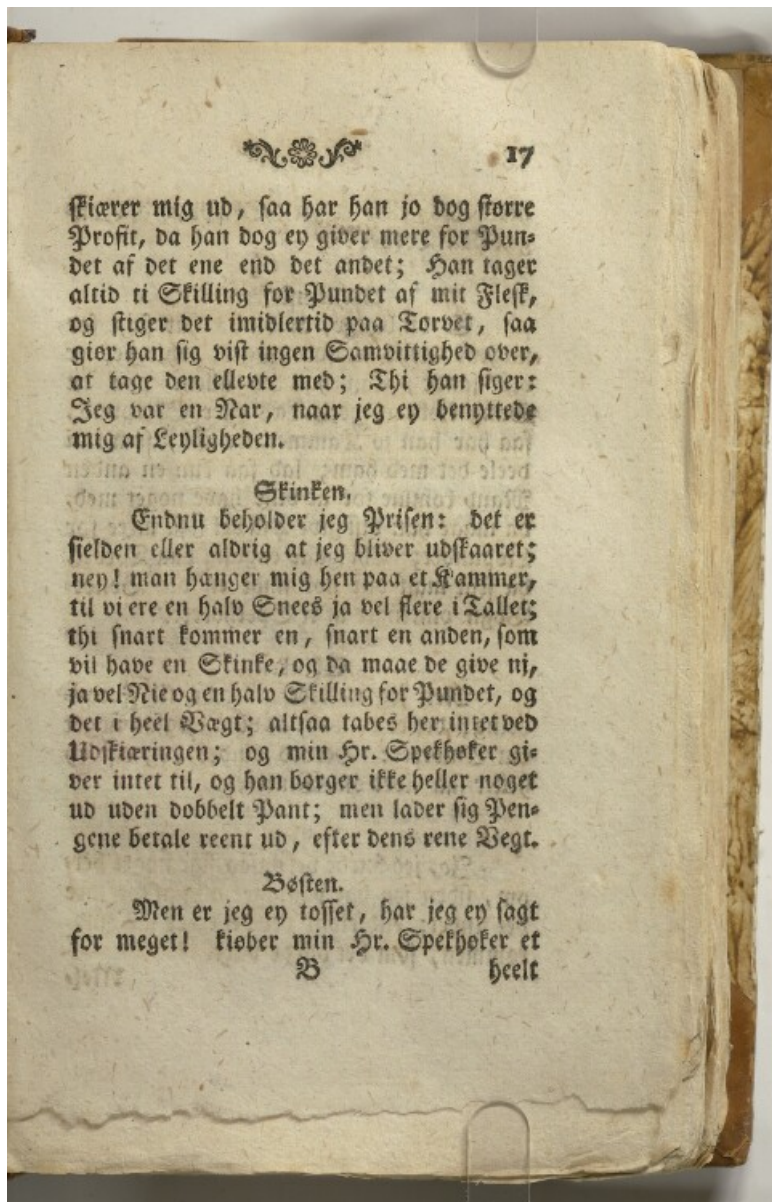 17
skiærer mig ud, saa har han jo dog større
Profit, da han dog ey giver mere for Pun-
det af det ene end det andet; Han tager
altid ti Skilling for Pundet af mit Flesk,
og stiger det imidlertid paa Torvet, saa
giør han sig vist ingen Samvittighed over,
at tage den ellevte med; Thi han siger:
Jeg var en Nar, naar jeg ey benyttede
mig af Leyligheden.
Skinken.
Endnu beholder jeg Prisen: det er
sielden eller aldrig at jeg bliver udskaaret;
ney! man hænger mig hen paa et Kammer,
til vi ere en halv Snees ja vel flere i Tallet;
thi snart kommer en, snart en anden, som
vil have en Skinke, og da maae de give nj,
ja vel Nie og en halv Skilling for Pundet, og
det i heel Vægt; altsaa tabes her intet ved
Udskiæringen; og min Hr. Spekhøker gi-
ver intet til, og han borger ikke heller noget
ud uden dobbelt Pant; men lader sig Pen-
gene betale reent ud, efter dens rene Vegt.
Børsten.
Men er jeg ey tosset, har jeg ey sagt
for meget! kiøber min Hr. Spekhøker et
B heelt